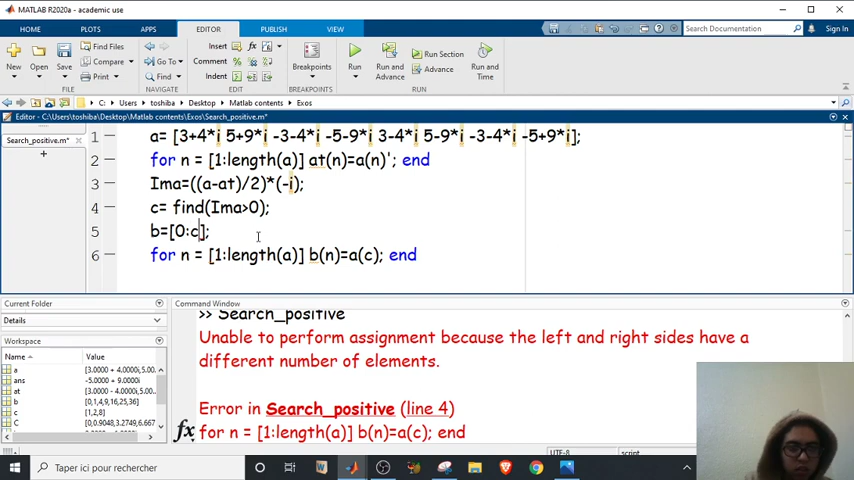 MATLAB R2020a - academic use
HOME PLOTS APPS EDITOR PUBLISH VIEW Search Documentation Sign In
New Open Save Find Files Compare Print Insert Comment Indent Go To Find Breakpoints Run Run and Advance Run Section Advance Run and Time
FILE NAVIGATE EDIT BREAKPOINTS RUN
C: Users toshiba Desktop Matlab contents Exos
Editor - C:\Users\toshiba\Desktop\Matlab contents\Exos\Search_positive.m*
Search_positive.m*
1 a= [3+4*i 5+9*i -3-4*i -5-9*i 3-4*i 5-9*i -3-4*i -5+9*i];
2 for n = [1:length(a)] at(n)=a(n)'; end
3 Ima=((a-at)/2)*(-i);
4 c= find(Ima>0);
5 b=[0:c];
6 for n = [1:length(a)] b(n)=a(c); end
Current Folder
Details
Workspace
Name Value
a [3.0000 + 4.0000i,5.00...
ans -5.0000 + 9.0000i
at [3.0000 - 4.0000i,5.00...
b [0,1,4,9,16,25,36]
c [1;2;8]
C [0,0.9048,3.2749,6.667
Command Window
>> Search_positive
Unable to perform assignment because the left and right sides have a
different number of elements.
Error in Search_positive (line 4)
fx for n = [1:length(a)] b(n)=a(c); end
UTF-8 script
Taper ici pour rechercher